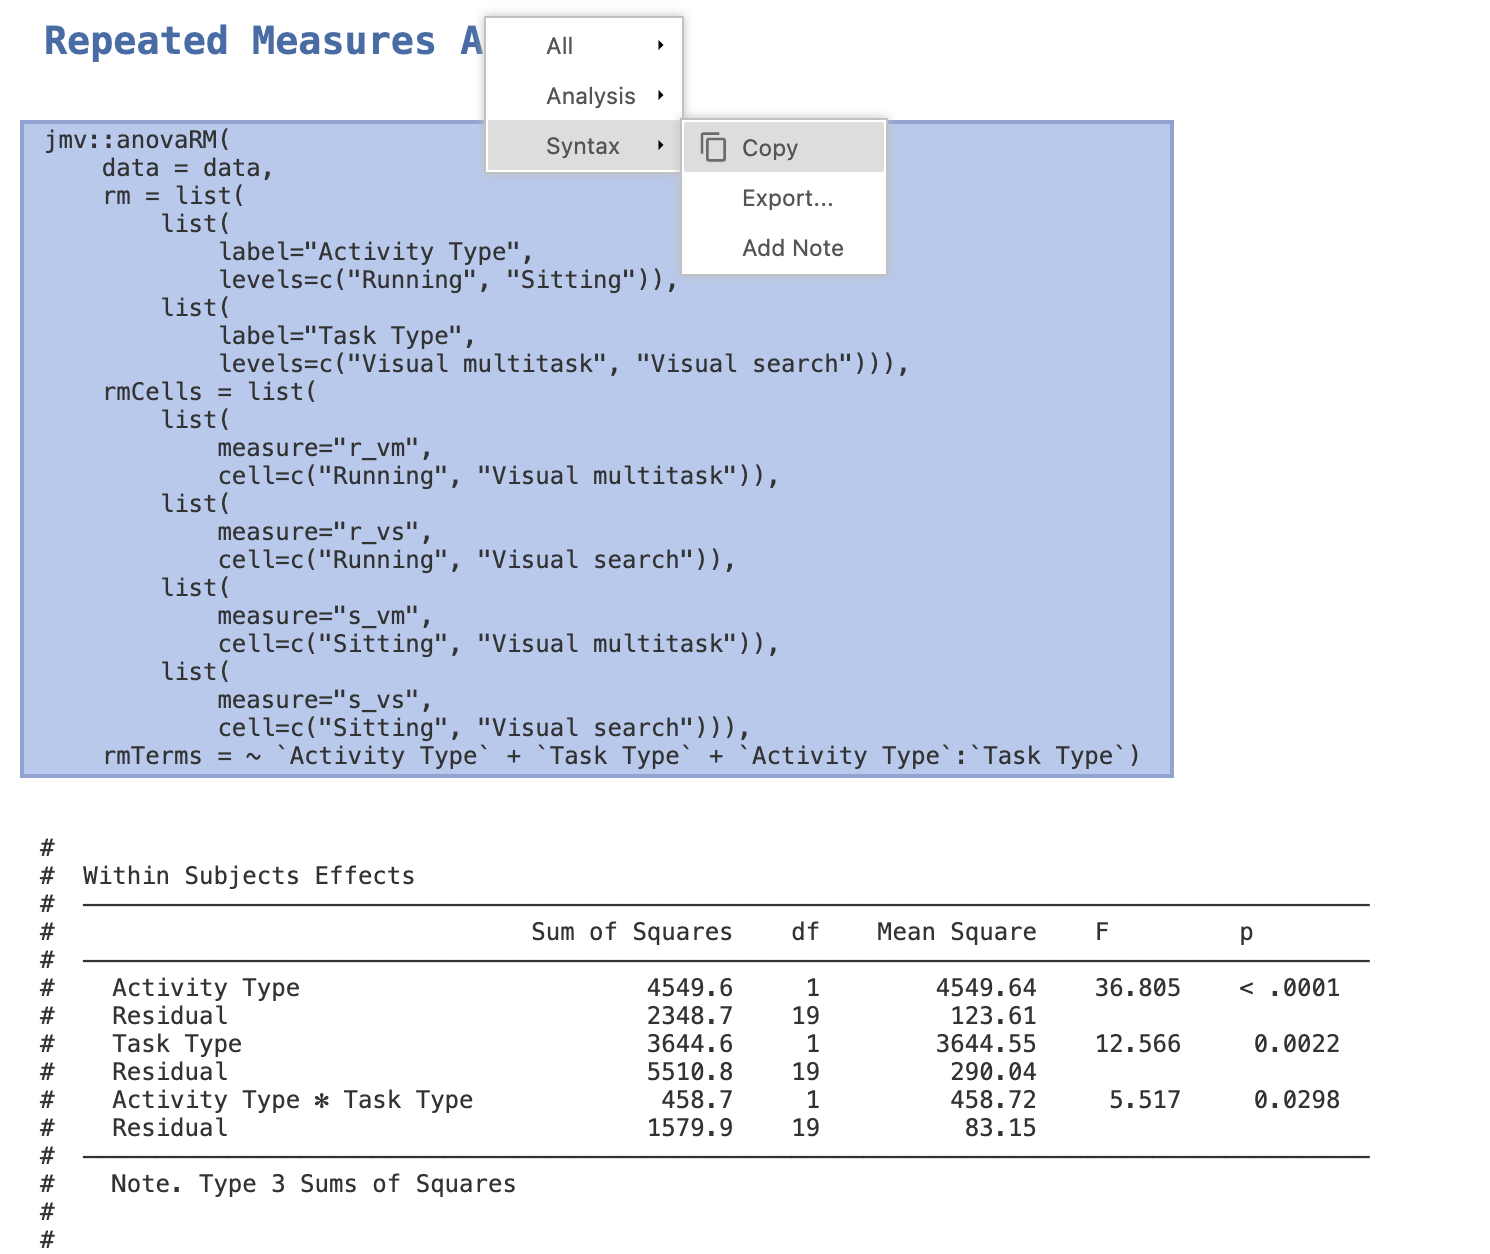 Repeated Measures A
All
Analysis
Syntax
Copy
Export...
Add Note
jmv::anovaRM(
    data = data,
    rm = list(
        list(
            label="Activity Type",
            levels=c("Running", "Sitting")),
        list(
            label="Task Type",
            levels=c("Visual multitask", "Visual search"))),
    rmCells = list(
        list(
            measure="r_vm",
            cell=c("Running", "Visual multitask")),
        list(
            measure="r_vs",
            cell=c("Running", "Visual search")),
        list(
            measure="s_vm",
            cell=c("Sitting", "Visual multitask")),
        list(
            measure="s_vs",
            cell=c("Sitting", "Visual search"))),
    rmTerms = ~ `Activity Type` + `Task Type` + `Activity Type`:`Task Type`)
#
# Within Subjects Effects
#
# Sum of Squares df Mean Square F p
#
# Activity Type 4549.6 1 4549.64 36.805 < .0001
# Residual 2348.7 19 123.61
# Task Type 3644.6 1 3644.55 12.566 0.0022
# Residual 5510.8 19 290.04
# Activity Type ✻ Task Type 458.7 1 458.72 5.517 0.0298
# Residual 1579.9 19 83.15
#
# Note. Type 3 Sums of Squares
#
#